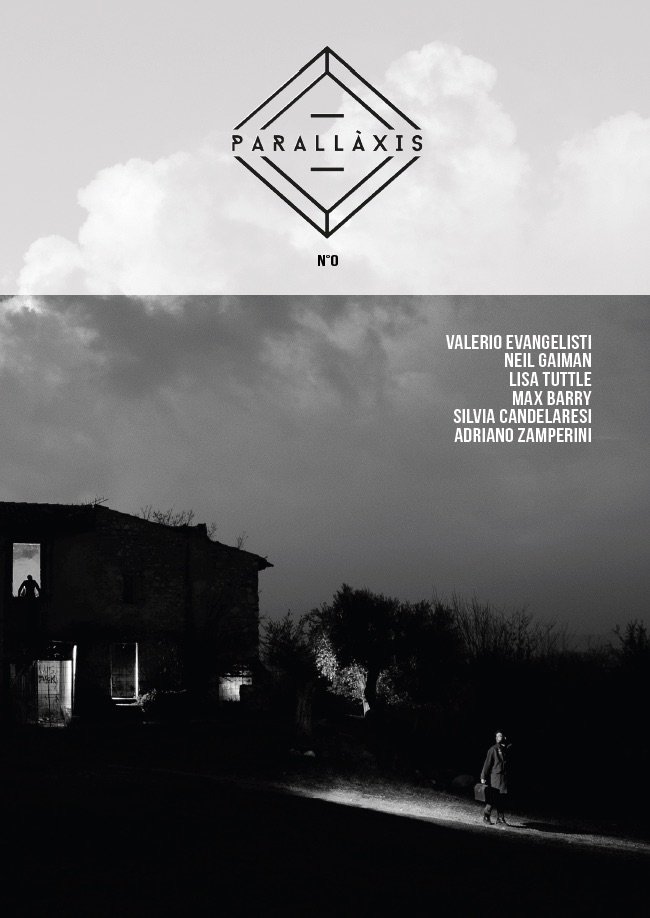 PARALLÀXIS
N°0
VALERIO EVANGELISTI
NEIL GAIMAN
LISA TUTTLE
MAX BARRY
SILVIA CANDELARESI
ADRIANO ZAMPERINI